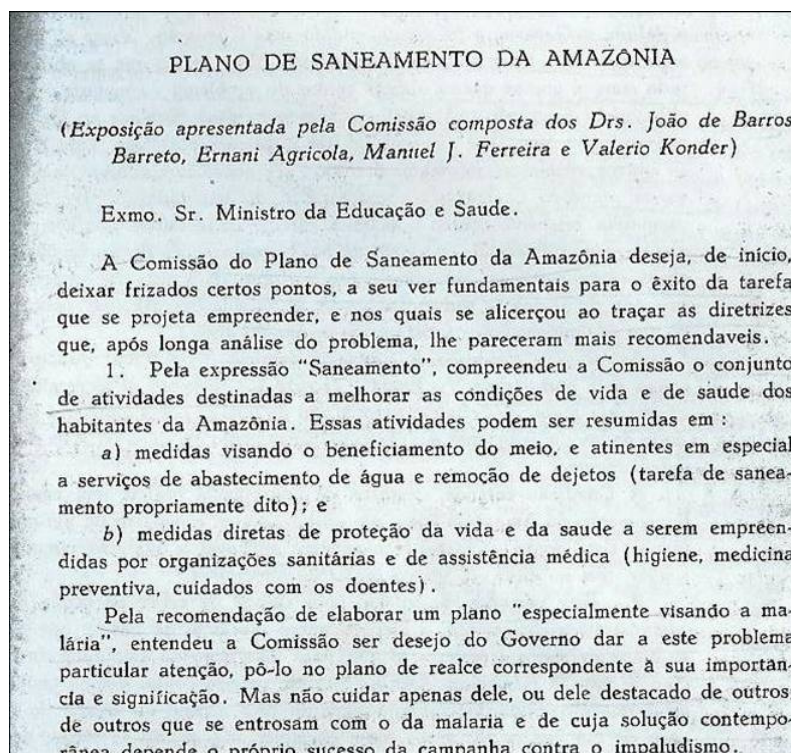 PLANO DE SANEAMENTO DA AMAZÔNIA
(Exposição apresentada pela Comissão composta dos Drs. João de Barros
Barreto, Ernani Agricola, Manuel J. Ferreira e Valerio Konder)
Exmo. Sr. Ministro da Educação e Saude.
A Comissão do Plano de Saneamento da Amazônia deseja, de início,
deixar frizados certos pontos, a seu ver fundamentais para o êxito da tarefa
que se projeta empreender, e nos quais se alicerçou ao traçar as diretrizes
que, após longa análise do problema, lhe pareceram mais recomendaveis.
1. Pela expressão "Saneamento", compreendeu a Comissão o conjunto
de atividades destinadas a melhorar as condições de vida e de saude dos
habitantes da Amazônia. Essas atividades podem ser resumidas em :
a) medidas visando o beneficiamento do meio, e atinentes em especial
a serviços de abastecimento de água e remoção de dejetos (tarefa de sanea-
mento propriamente dito); e
b) medidas diretas de proteção da vida e da saude a serem empreen-
didas por organizações sanitárias e de assistência médica (higiene, medicina
preventiva, cuidados com os doentes).
Pela recomendação de elaborar um plano "especialmente visando a ma-
lária", entendeu a Comissão ser desejo do Governo dar a este problema
particular atenção, pô-lo no plano de realce correspondente à sua importân-
cia e significação. Mas não cuidar apenas dele, ou dele destacado de outros;
de outros que se entrosam com o da malaria e de cuja solução contempo-
rânea depende o próprio sucesso da campanha contra o impaludismo.